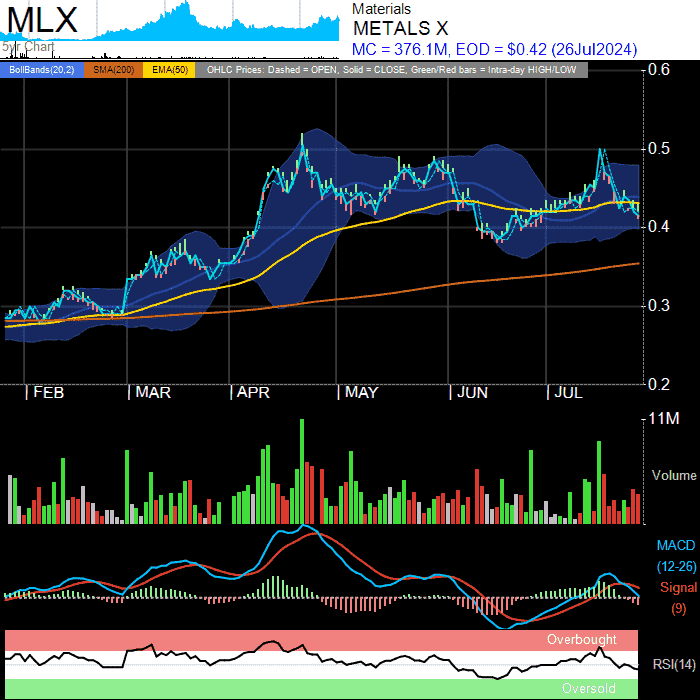 MLX
5yr Chart
Materials
METALS X
MC = 376.1M, EOD = $0.42 (26Jul2024)
BollBands(20,2) SMA(200) EMA(50) OHLC Prices: Dashed = OPEN, Solid = CLOSE, Green/Red bars = Intra-day HIGH/LOW
0.6
0.5
0.4
0.3
0.2
| FEB | MAR | APR | MAY | JUN | JUL
11M
Volume
MACD
(12-26)
Signal
(9)
Overbought
RSI(14)
Oversold